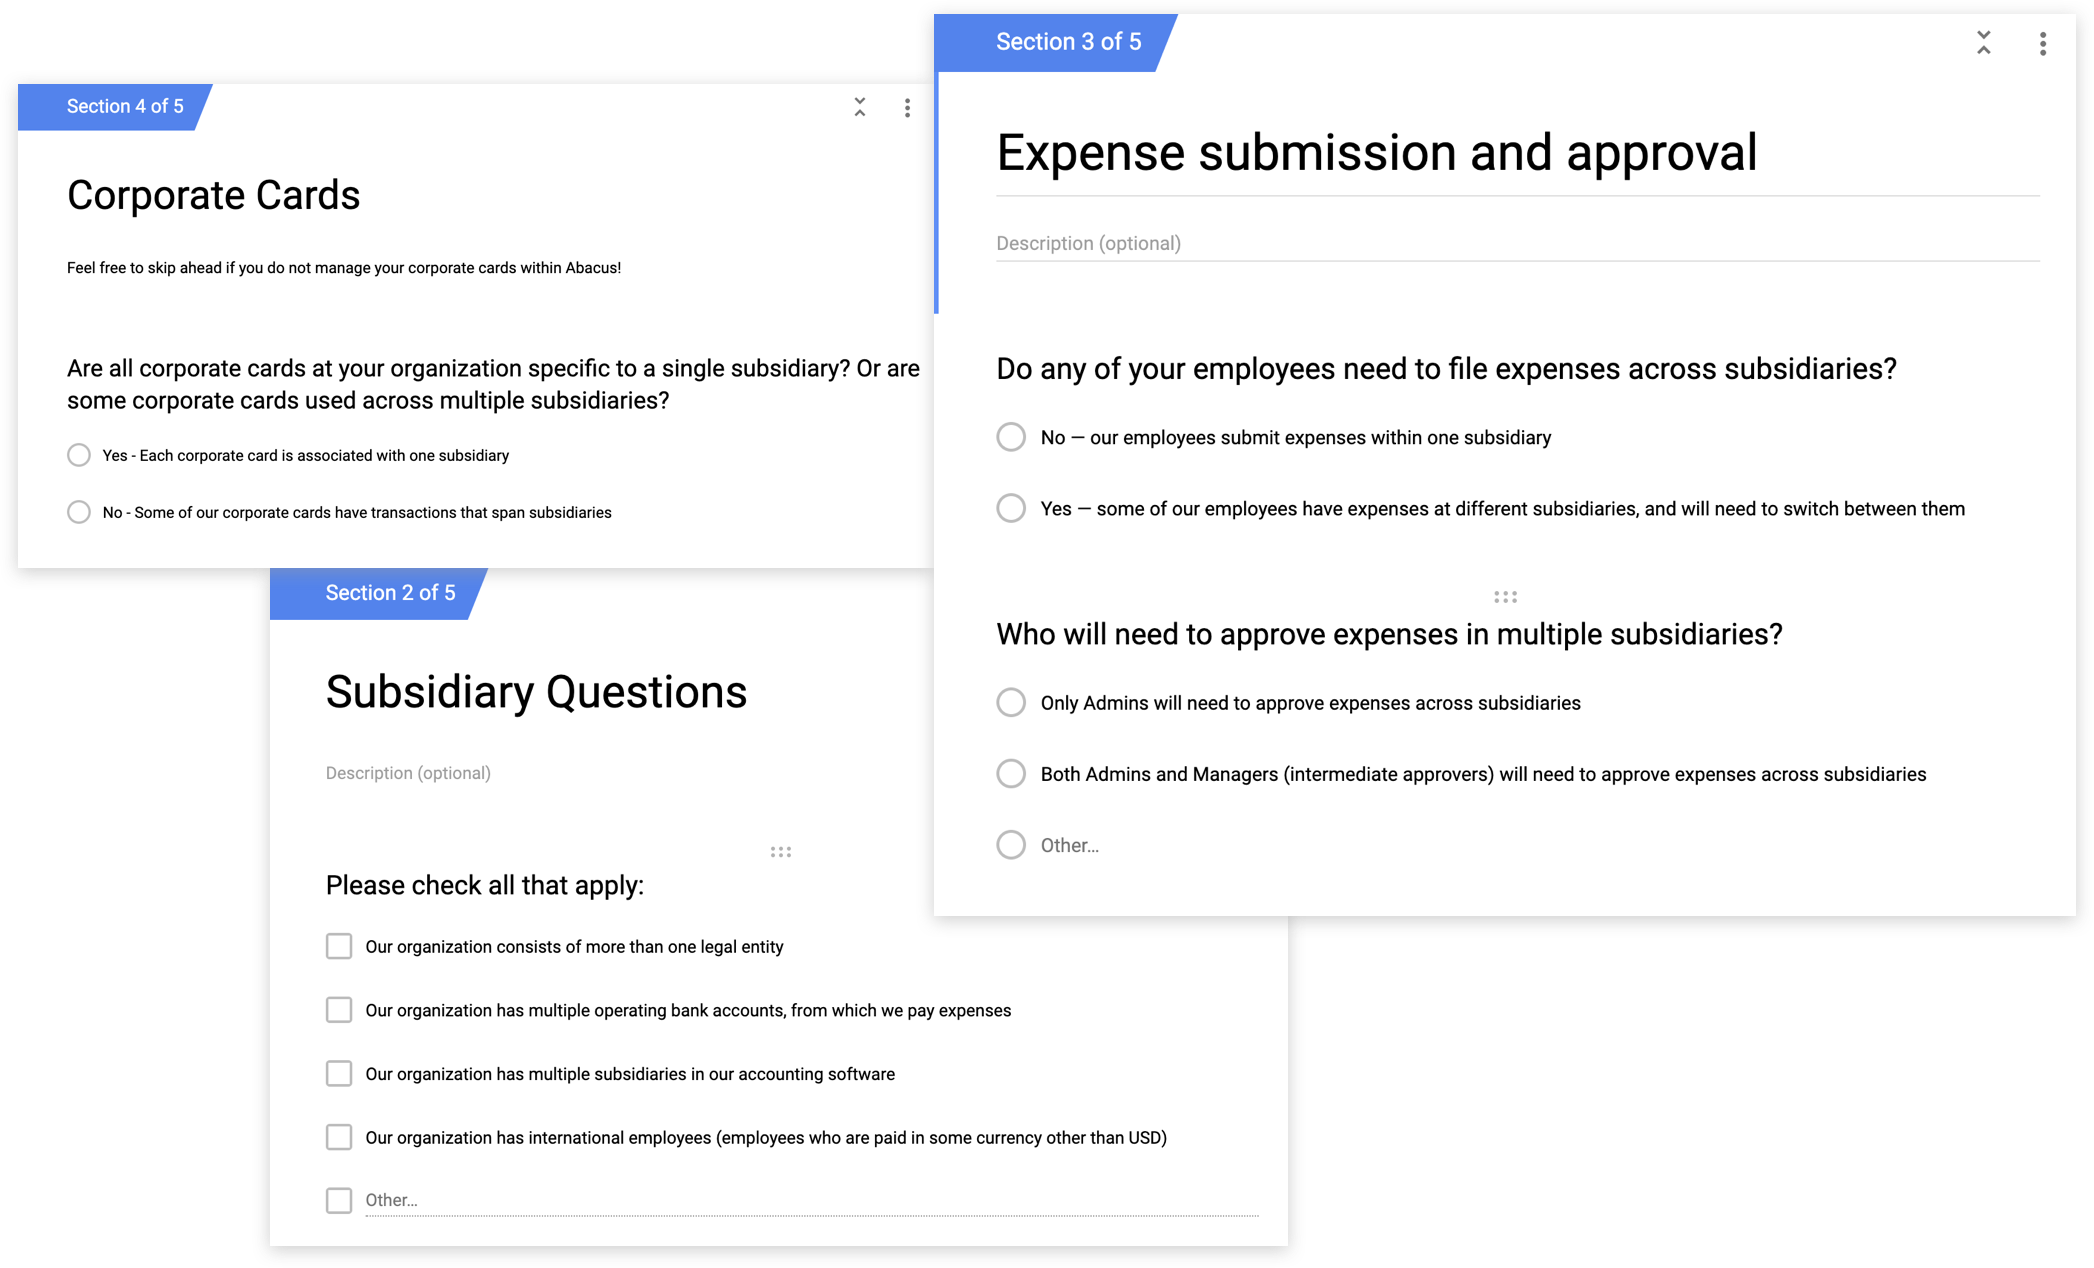 Section 4 of 5
Corporate Cards
Feel free to skip ahead if you do not manage your corporate cards within Abacus!
Are all corporate cards at your organization specific to a single subsidiary? Or are
some corporate cards used across multiple subsidiaries?
Yes - Each corporate card is associated with one subsidiary
No - Some of our corporate cards have transactions that span subsidiaries
Section 3 of 5
Expense submission and approval
Description (optional)
Do any of your employees need to file expenses across subsidiaries?
No — our employees submit expenses within one subsidiary
Yes — some of our employees have expenses at different subsidiaries, and will need to switch between them
Who will need to approve expenses in multiple subsidiaries?
Only Admins will need to approve expenses across subsidiaries
Both Admins and Managers (intermediate approvers) will need to approve expenses across subsidiaries
Other...
Section 2 of 5
Subsidiary Questions
Description (optional)
Please check all that apply:
Our organization consists of more than one legal entity
Our organization has multiple operating bank accounts, from which we pay expenses
Our organization has multiple subsidiaries in our accounting software
Our organization has international employees (employees who are paid in some currency other than USD)
Other...